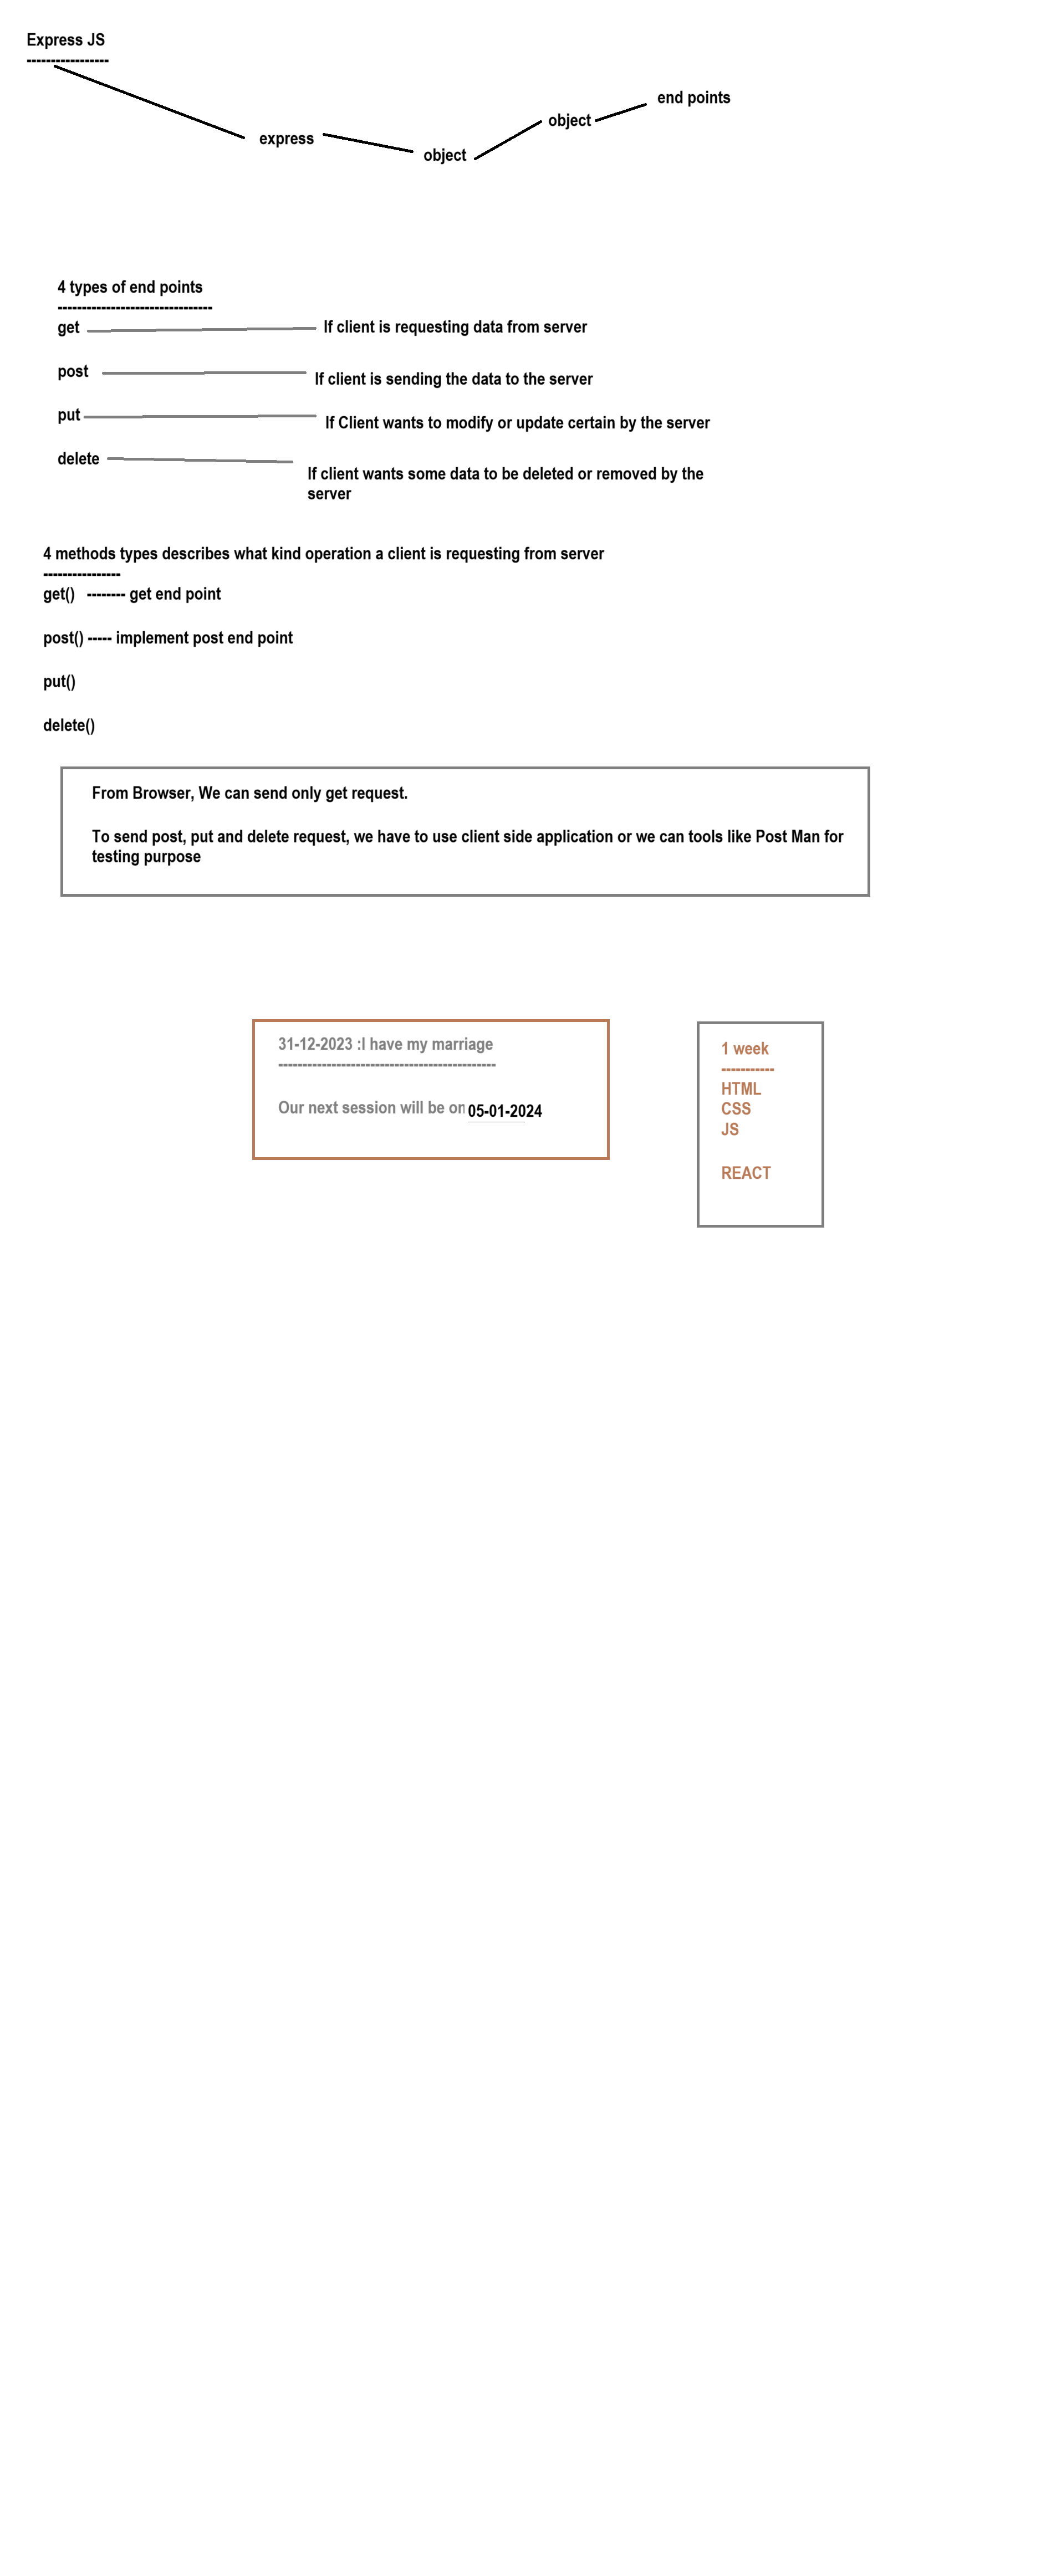 Express JS
-----------------
end points
object
express
object
4 types of end points
--------------------------------
get
If client is requesting data from server
post
If client is sending the data to the server
put
If Client wants to modify or update certain by the server
delete
If client wants some data to be deleted or removed by the
server
4 methods types describes what kind operation a client is requesting from server
----------------
get() -------- get end point
post() ----- implement post end point
put()
delete()
From Browser, We can send only get request.
To send post, put and delete request, we have to use client side application or we can tools like Post Man for
testing purpose
31-12-2023 :I have my marriage
---------------------------------------------
Our next session will be on 05-01-2024
1 week
-----------
HTML
CSS
JS
REACT